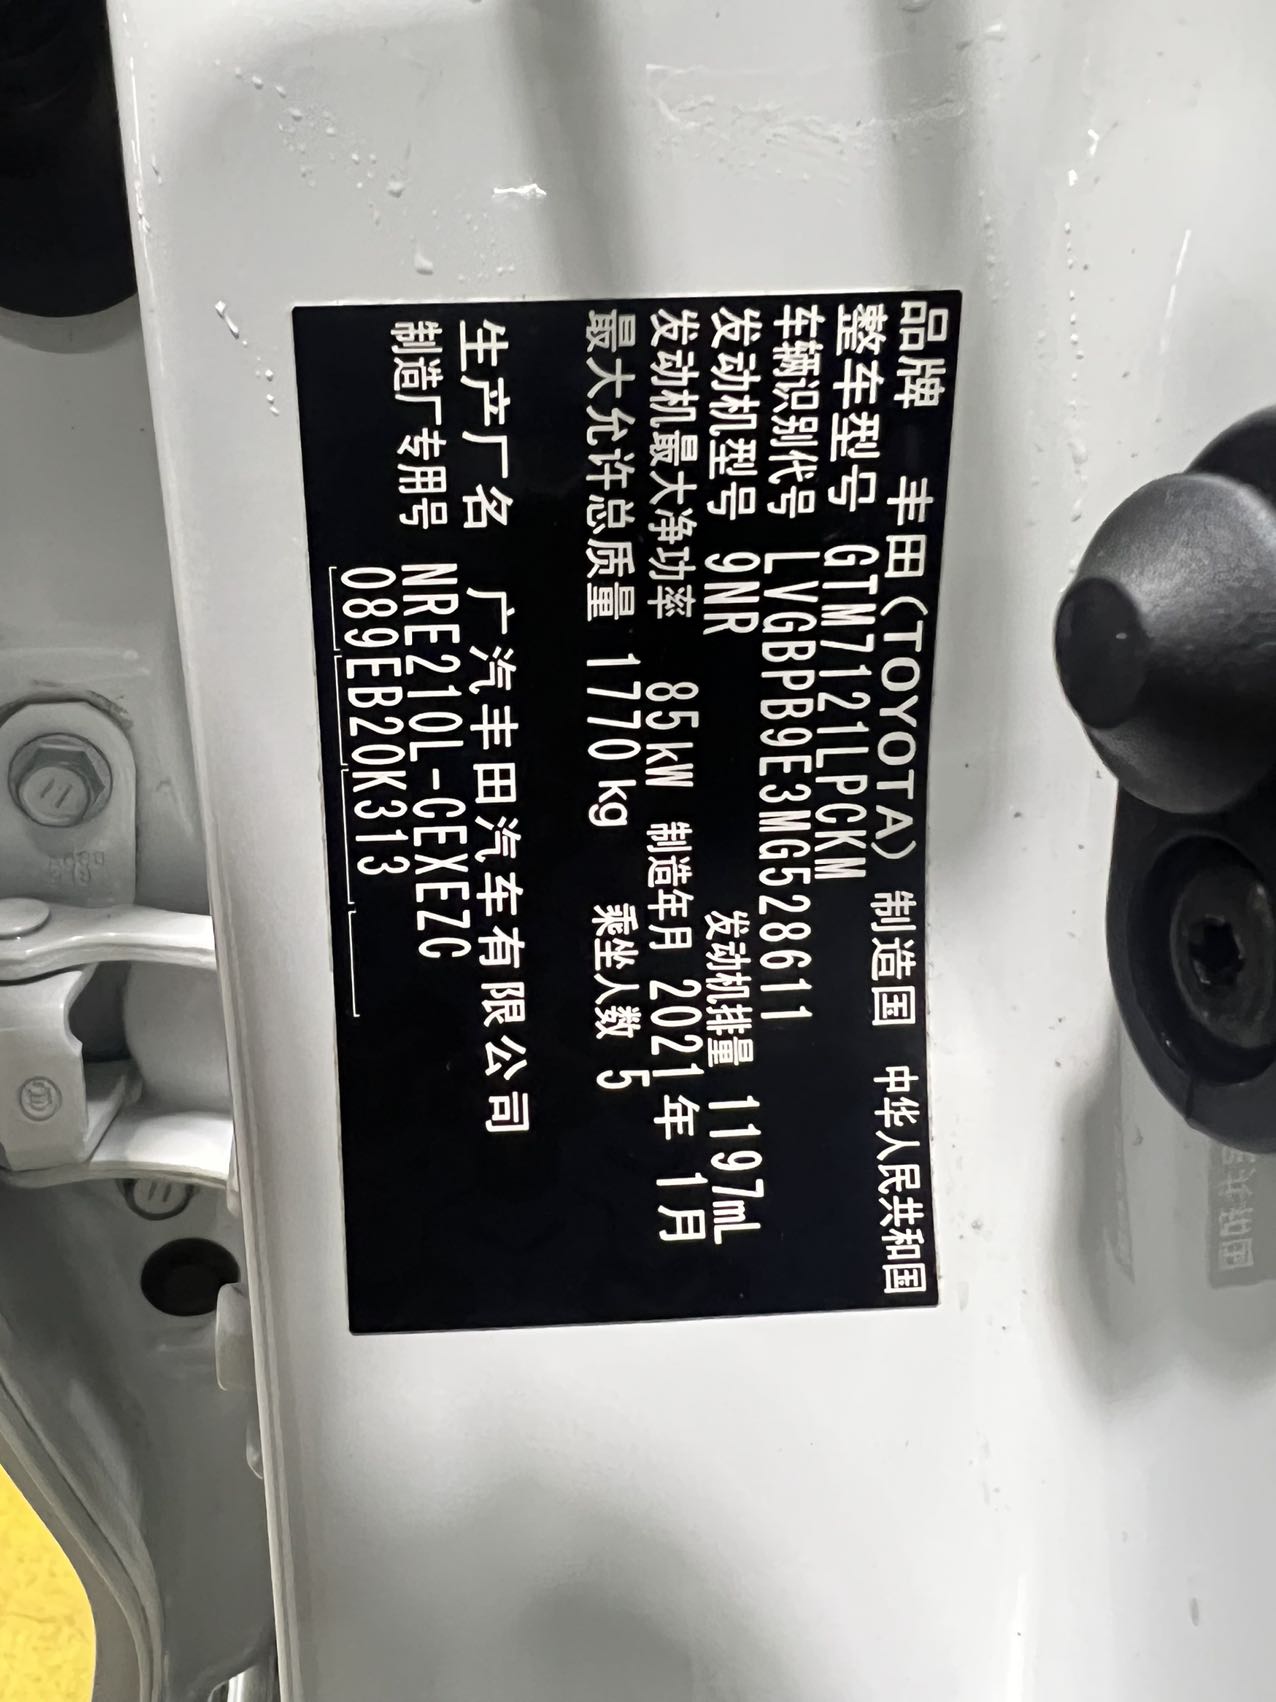 品牌 丰田(TOYOTA) 制造国 中华人民共和国
整车型号 GTM7121LPCKM
车辆识别代号 LVGBPB9E3MG528611
发动机型号 9NR 发动机排量 1197mL
发动机最大净功率 85kW 制造年月 2021年 1月
最大允许总质量 1770kg 乘坐人数 5
生产厂名 广汽丰田汽车有限公司
制造厂专用号 NRE210L-CEXEZC
089EB20K313